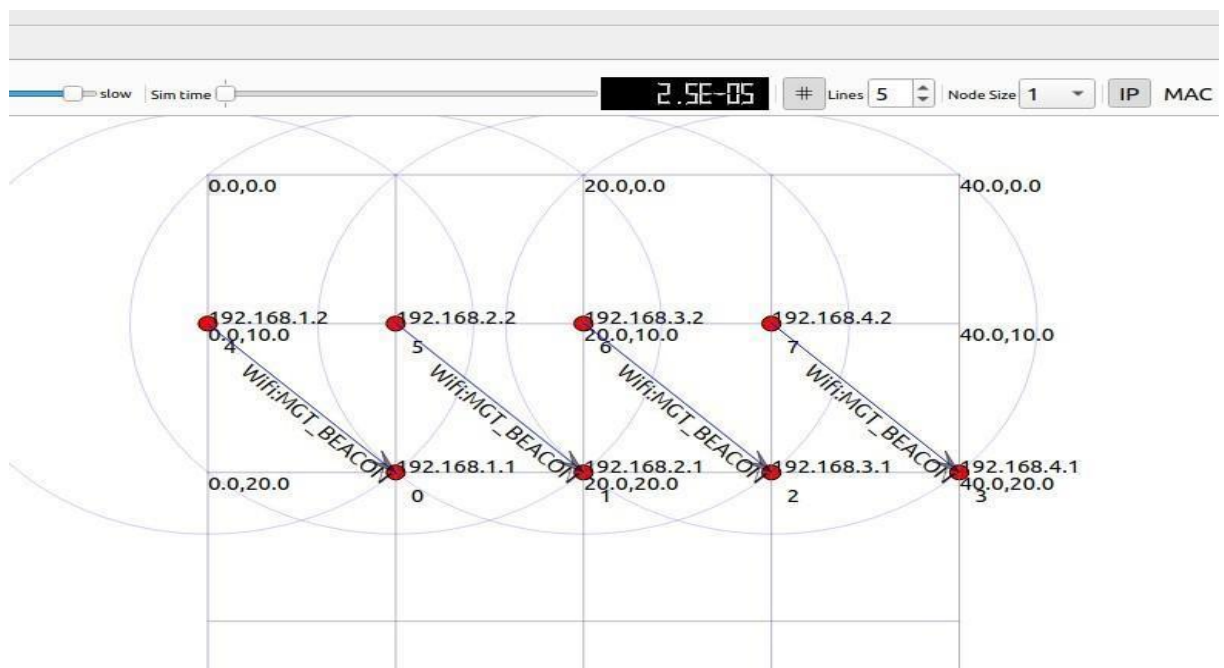 slow Sim time 2.5E-05 # Lines 5 Node Size 1 IP MAC
0.0,0.0 20.0,0.0 40.0,0.0
192.168.1.2 192.168.2.2 192.168.3.2 192.168.4.2
0.0,10.0 20.0,10.0 40.0,10.0
4 5 6 7
Wifi:MGT_BEACON Wifi:MGT_BEACON Wifi:MGT_BEACON Wifi:MGT_BEACON
192.168.1.1 192.168.2.1 192.168.3.1 192.168.4.1
0.0,20.0 20.0,20.0 40.0,20.0
0 1 2 3